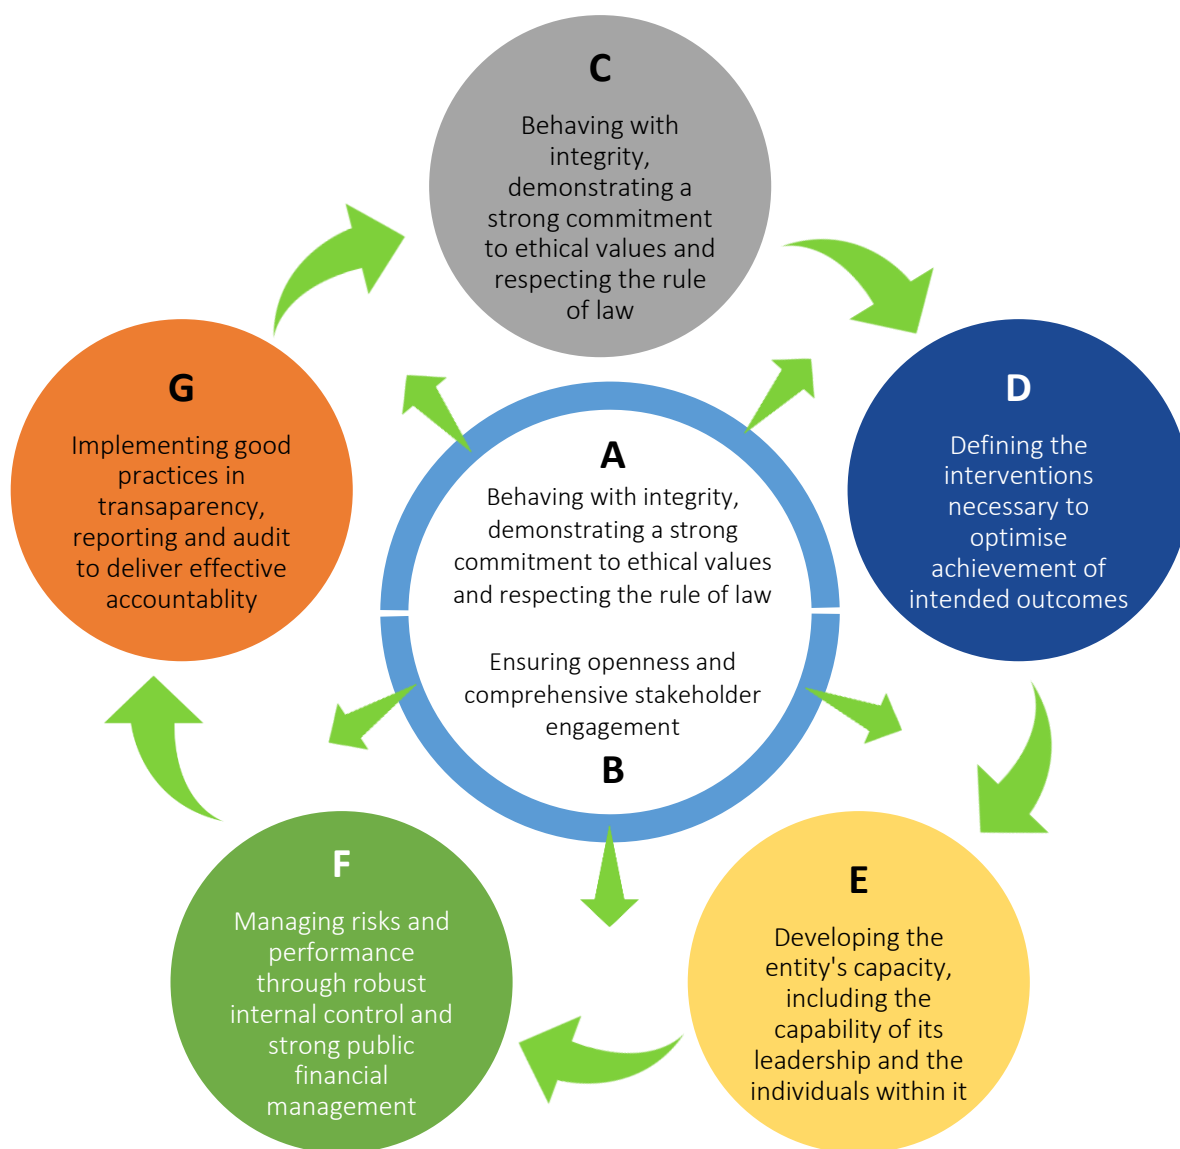 C
Behaving with
integrity,
demonstrating a
strong commitment
to ethical values and
respecting the rule
of law
G
Implementing good
practices in
transaparency,
reporting and audit
to deliver effective
accountablity
A
Behaving with integrity,
demonstrating a strong
commitment to ethical values
and respecting the rule of law
Ensuring openness and
comprehensive stakeholder
engagement
B
D
Defining the
interventions
necessary to
optimise
achievement of
intended outcomes
F
Managing risks and
performance
through robust
internal control and
strong public
financial
management
E
Developing the
entity's capacity,
including the
capability of its
leadership and the
individuals within it